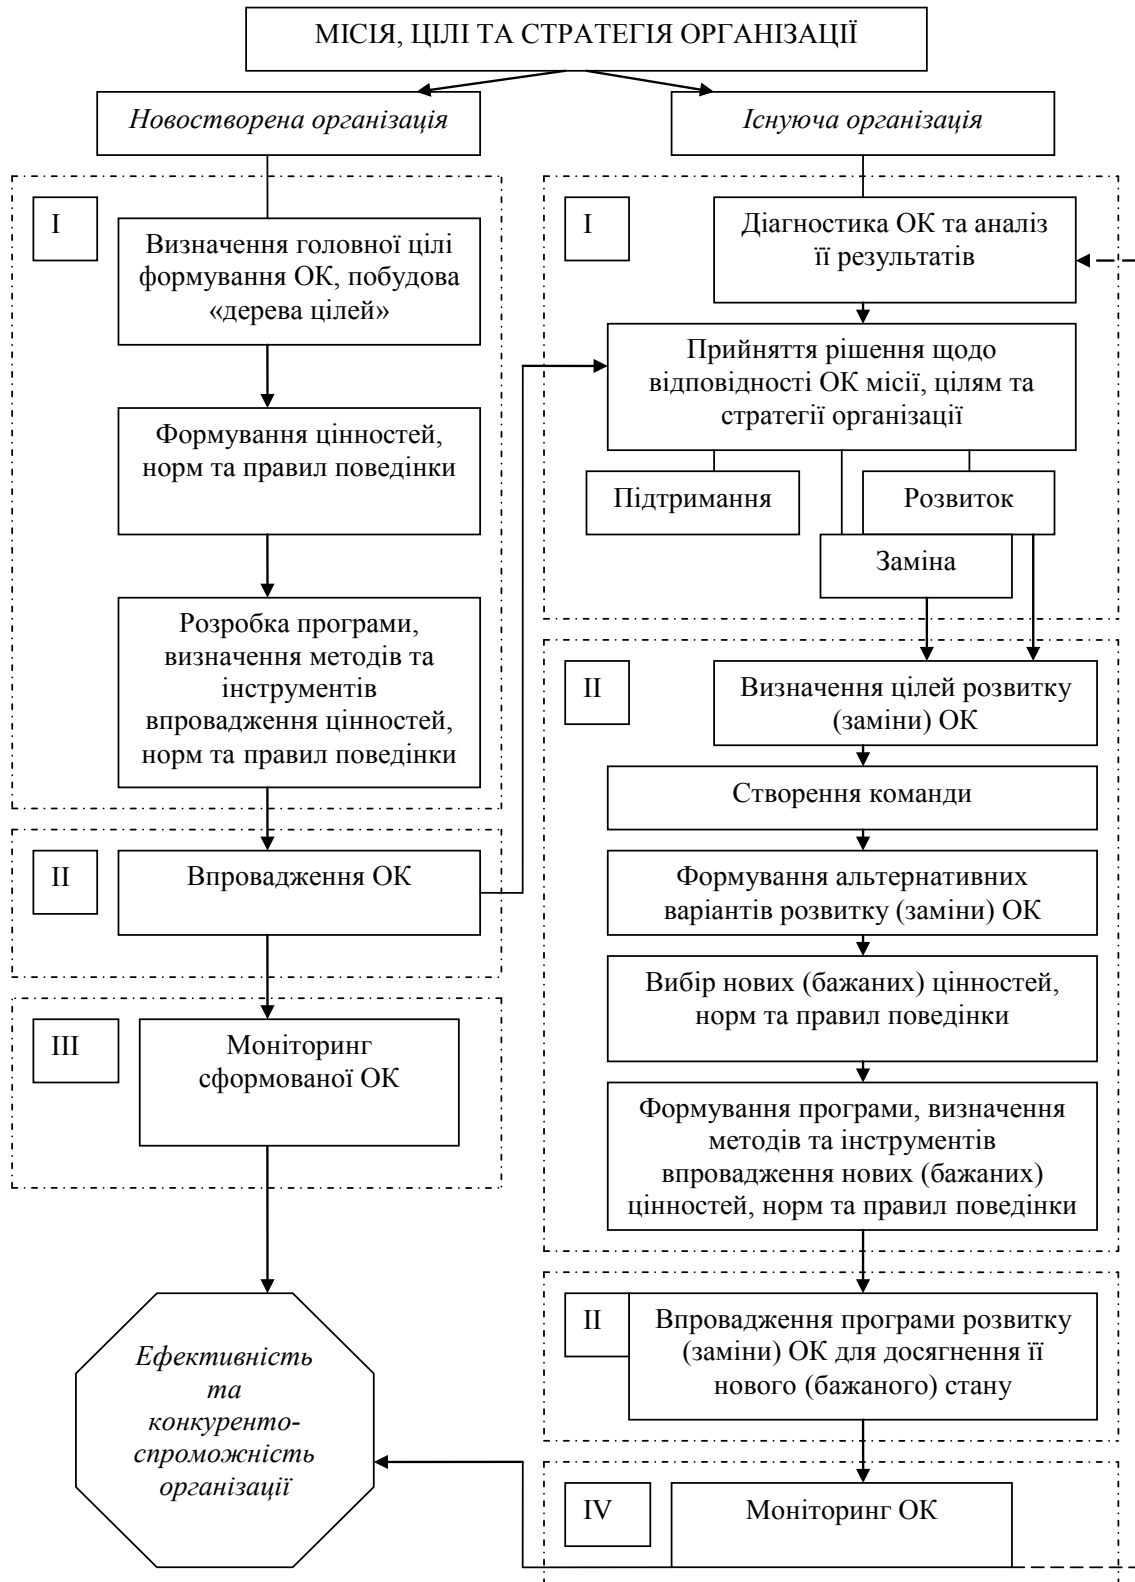 МІСІЯ, ЦІЛІ ТА СТРАТЕГІЯ ОРГАНІЗАЦІЇ
Новостворена організація
I
Визначення головної цілі
формування ОК, побудова
«дерева цілей»
Формування цінностей,
норм та правил поведінки
Розробка програми,
визначення методів та
інструментів
впровадження цінностей,
норм та правил поведінки
II
Впровадження ОК
III
Моніторинг
сформованої ОК
Ефективність
та
конкуренто-
спроможність
організації
Існуюча організація
I
Діагностика ОК та аналіз
її результатів
Прийняття рішення щодо
відповідності ОК місії, цілям та
стратегії організації
Підтримання
Розвиток
Заміна
II
Визначення цілей розвитку
(заміни) ОК
Створення команди
Формування альтернативних
варіантів розвитку (заміни) ОК
Вибір нових (бажаних) цінностей,
норм та правил поведінки
Формування програми, визначення
методів та інструментів
впровадження нових (бажаних)
цінностей, норм та правил поведінки
II
Впровадження програми розвитку
(заміни) ОК для досягнення її
нового (бажаного) стану
IV
Моніторинг ОК